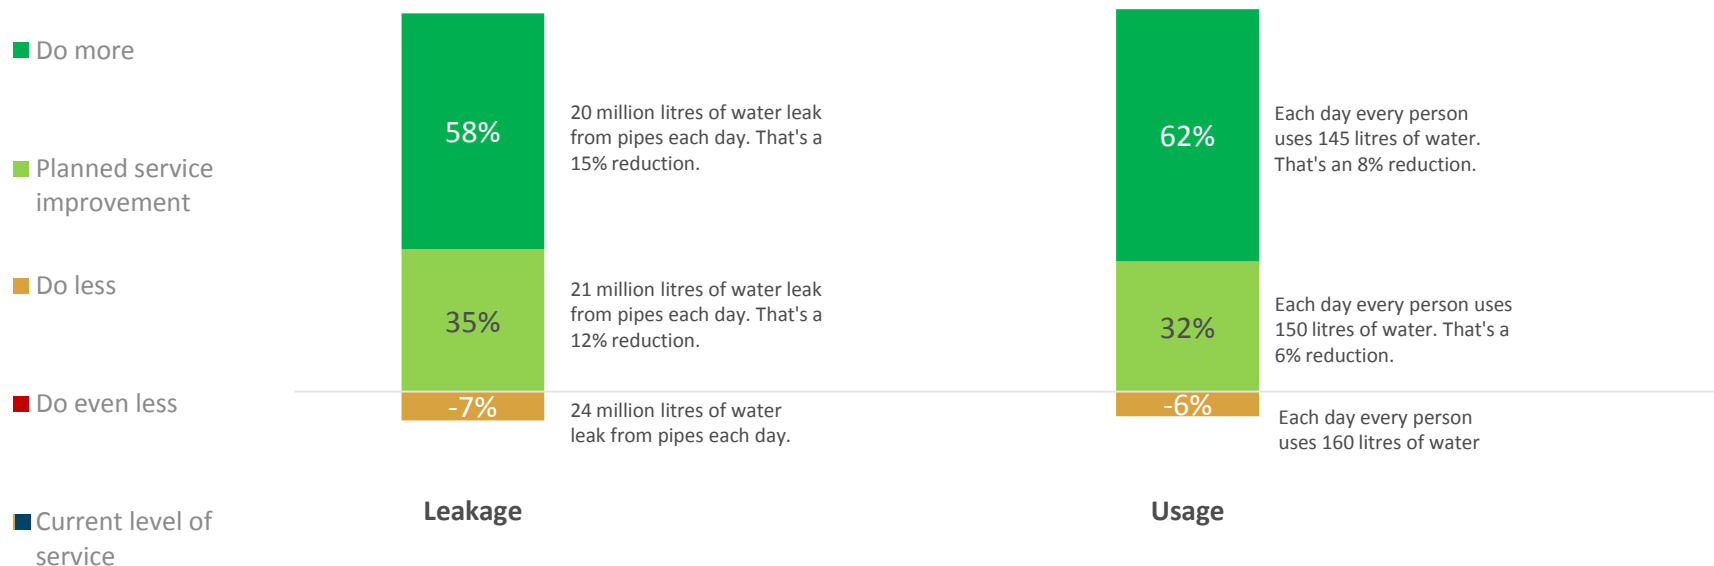 Do more
Planned service
improvement
Do less
Do even less
Current level of
service
58%
20 million litres of water leak
from pipes each day. That's a
15% reduction.
35%
21 million litres of water leak
from pipes each day. That's a
12% reduction.
-7%
24 million litres of water
leak from pipes each day.
Leakage
62%
Each day every person
uses 145 litres of water.
That's an 8% reduction.
32%
Each day every person uses
150 litres of water. That's a
6% reduction.
-6%
Each day every person
uses 160 litres of water
Usage